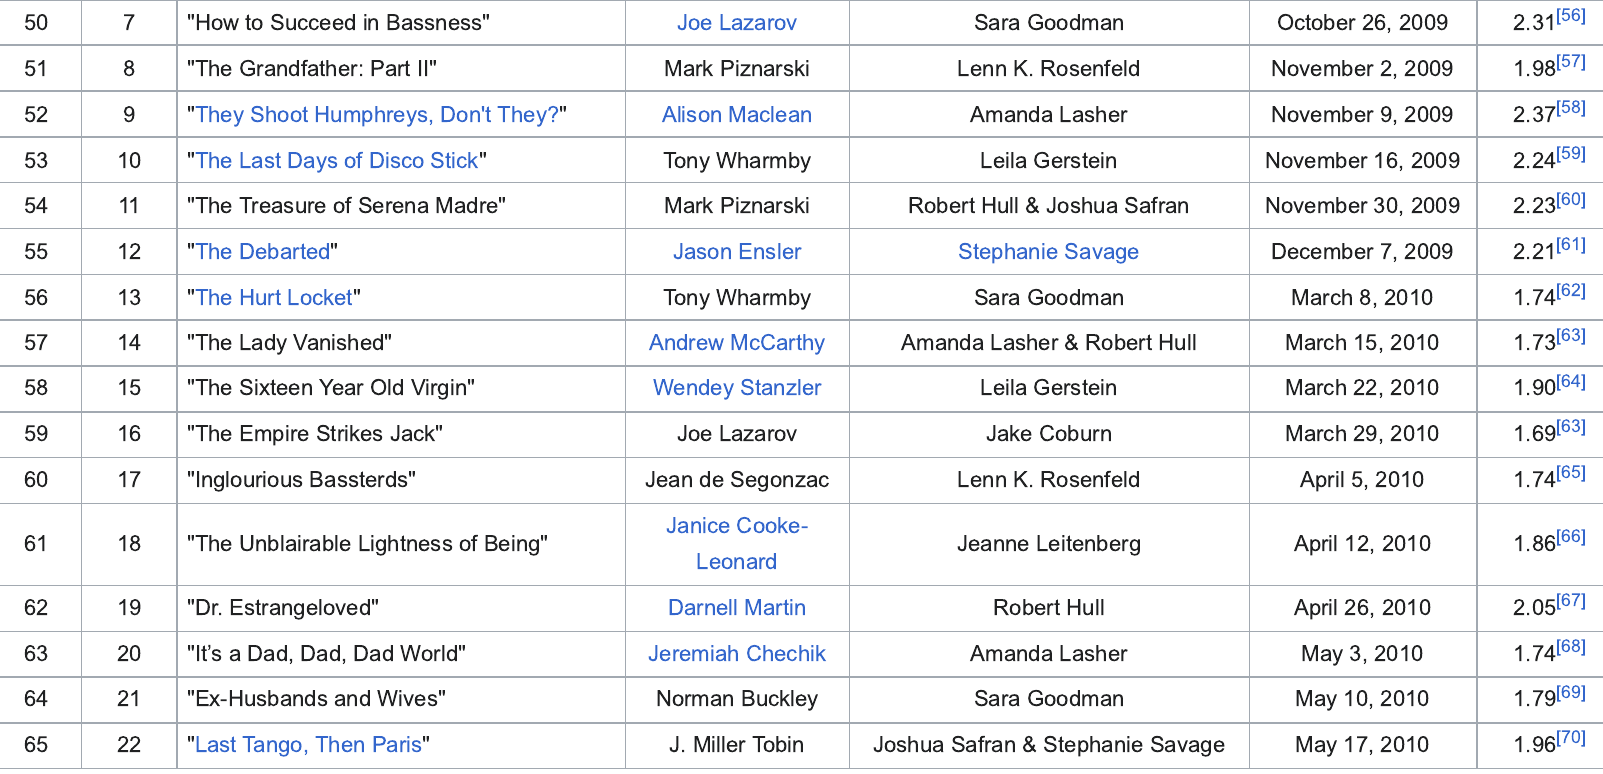 50 7 "How to Succeed in Bassness" Joe Lazarov Sara Goodman October 26, 2009 2.31[56]
51 8 "The Grandfather: Part II" Mark Piznarski Lenn K. Rosenfeld November 2, 2009 1.98[57]
52 9 "They Shoot Humphreys, Don't They?" Alison Maclean Amanda Lasher November 9, 2009 2.37[58]
53 10 "The Last Days of Disco Stick" Tony Wharmby Leila Gerstein November 16, 2009 2.24[59]
54 11 "The Treasure of Serena Madre" Mark Piznarski Robert Hull & Joshua Safran November 30, 2009 2.23[60]
55 12 "The Debarted" Jason Ensler Stephanie Savage December 7, 2009 2.21[61]
56 13 "The Hurt Locket" Tony Wharmby Sara Goodman March 8, 2010 1.74[62]
57 14 "The Lady Vanished" Andrew McCarthy Amanda Lasher & Robert Hull March 15, 2010 1.73[63]
58 15 "The Sixteen Year Old Virgin" Wendey Stanzler Leila Gerstein March 22, 2010 1.90[64]
59 16 "The Empire Strikes Jack" Joe Lazarov Jake Coburn March 29, 2010 1.69[63]
60 17 "Inglourious Bassterds" Jean de Segonzac Lenn K. Rosenfeld April 5, 2010 1.74[65]
61 18 "The Unblairable Lightness of Being" Janice Cooke-
Leonard Jeanne Leitenberg April 12, 2010 1.86[66]
62 19 "Dr. Estrangeloved" Darnell Martin Robert Hull April 26, 2010 2.05[67]
63 20 "It’s a Dad, Dad, Dad World" Jeremiah Chechik Amanda Lasher May 3, 2010 1.74[68]
64 21 "Ex-Husbands and Wives" Norman Buckley Sara Goodman May 10, 2010 1.79[69]
65 22 "Last Tango, Then Paris" J. Miller Tobin Joshua Safran & Stephanie Savage May 17, 2010 1.96[70]